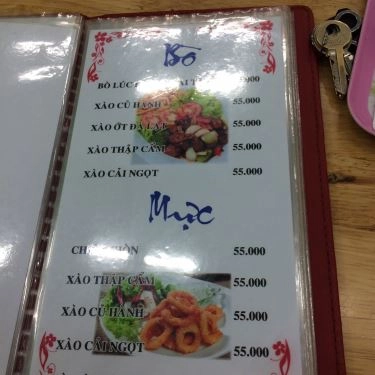 Bò
BÒ LÚC
XÀO CỦ HÀNH 55.000
XÀO ỚT ĐÀ LẠT 55.000
XÀO THẬP CẨM 55.000
XÀO CẢI NGỌT 55.000
Mực
CHIÊN GIÒN 55.000
XÀO THẬP CẨM 55.000
XÀO CỦ HÀNH 55.000
XÀO CẢI NGỌT 55.000